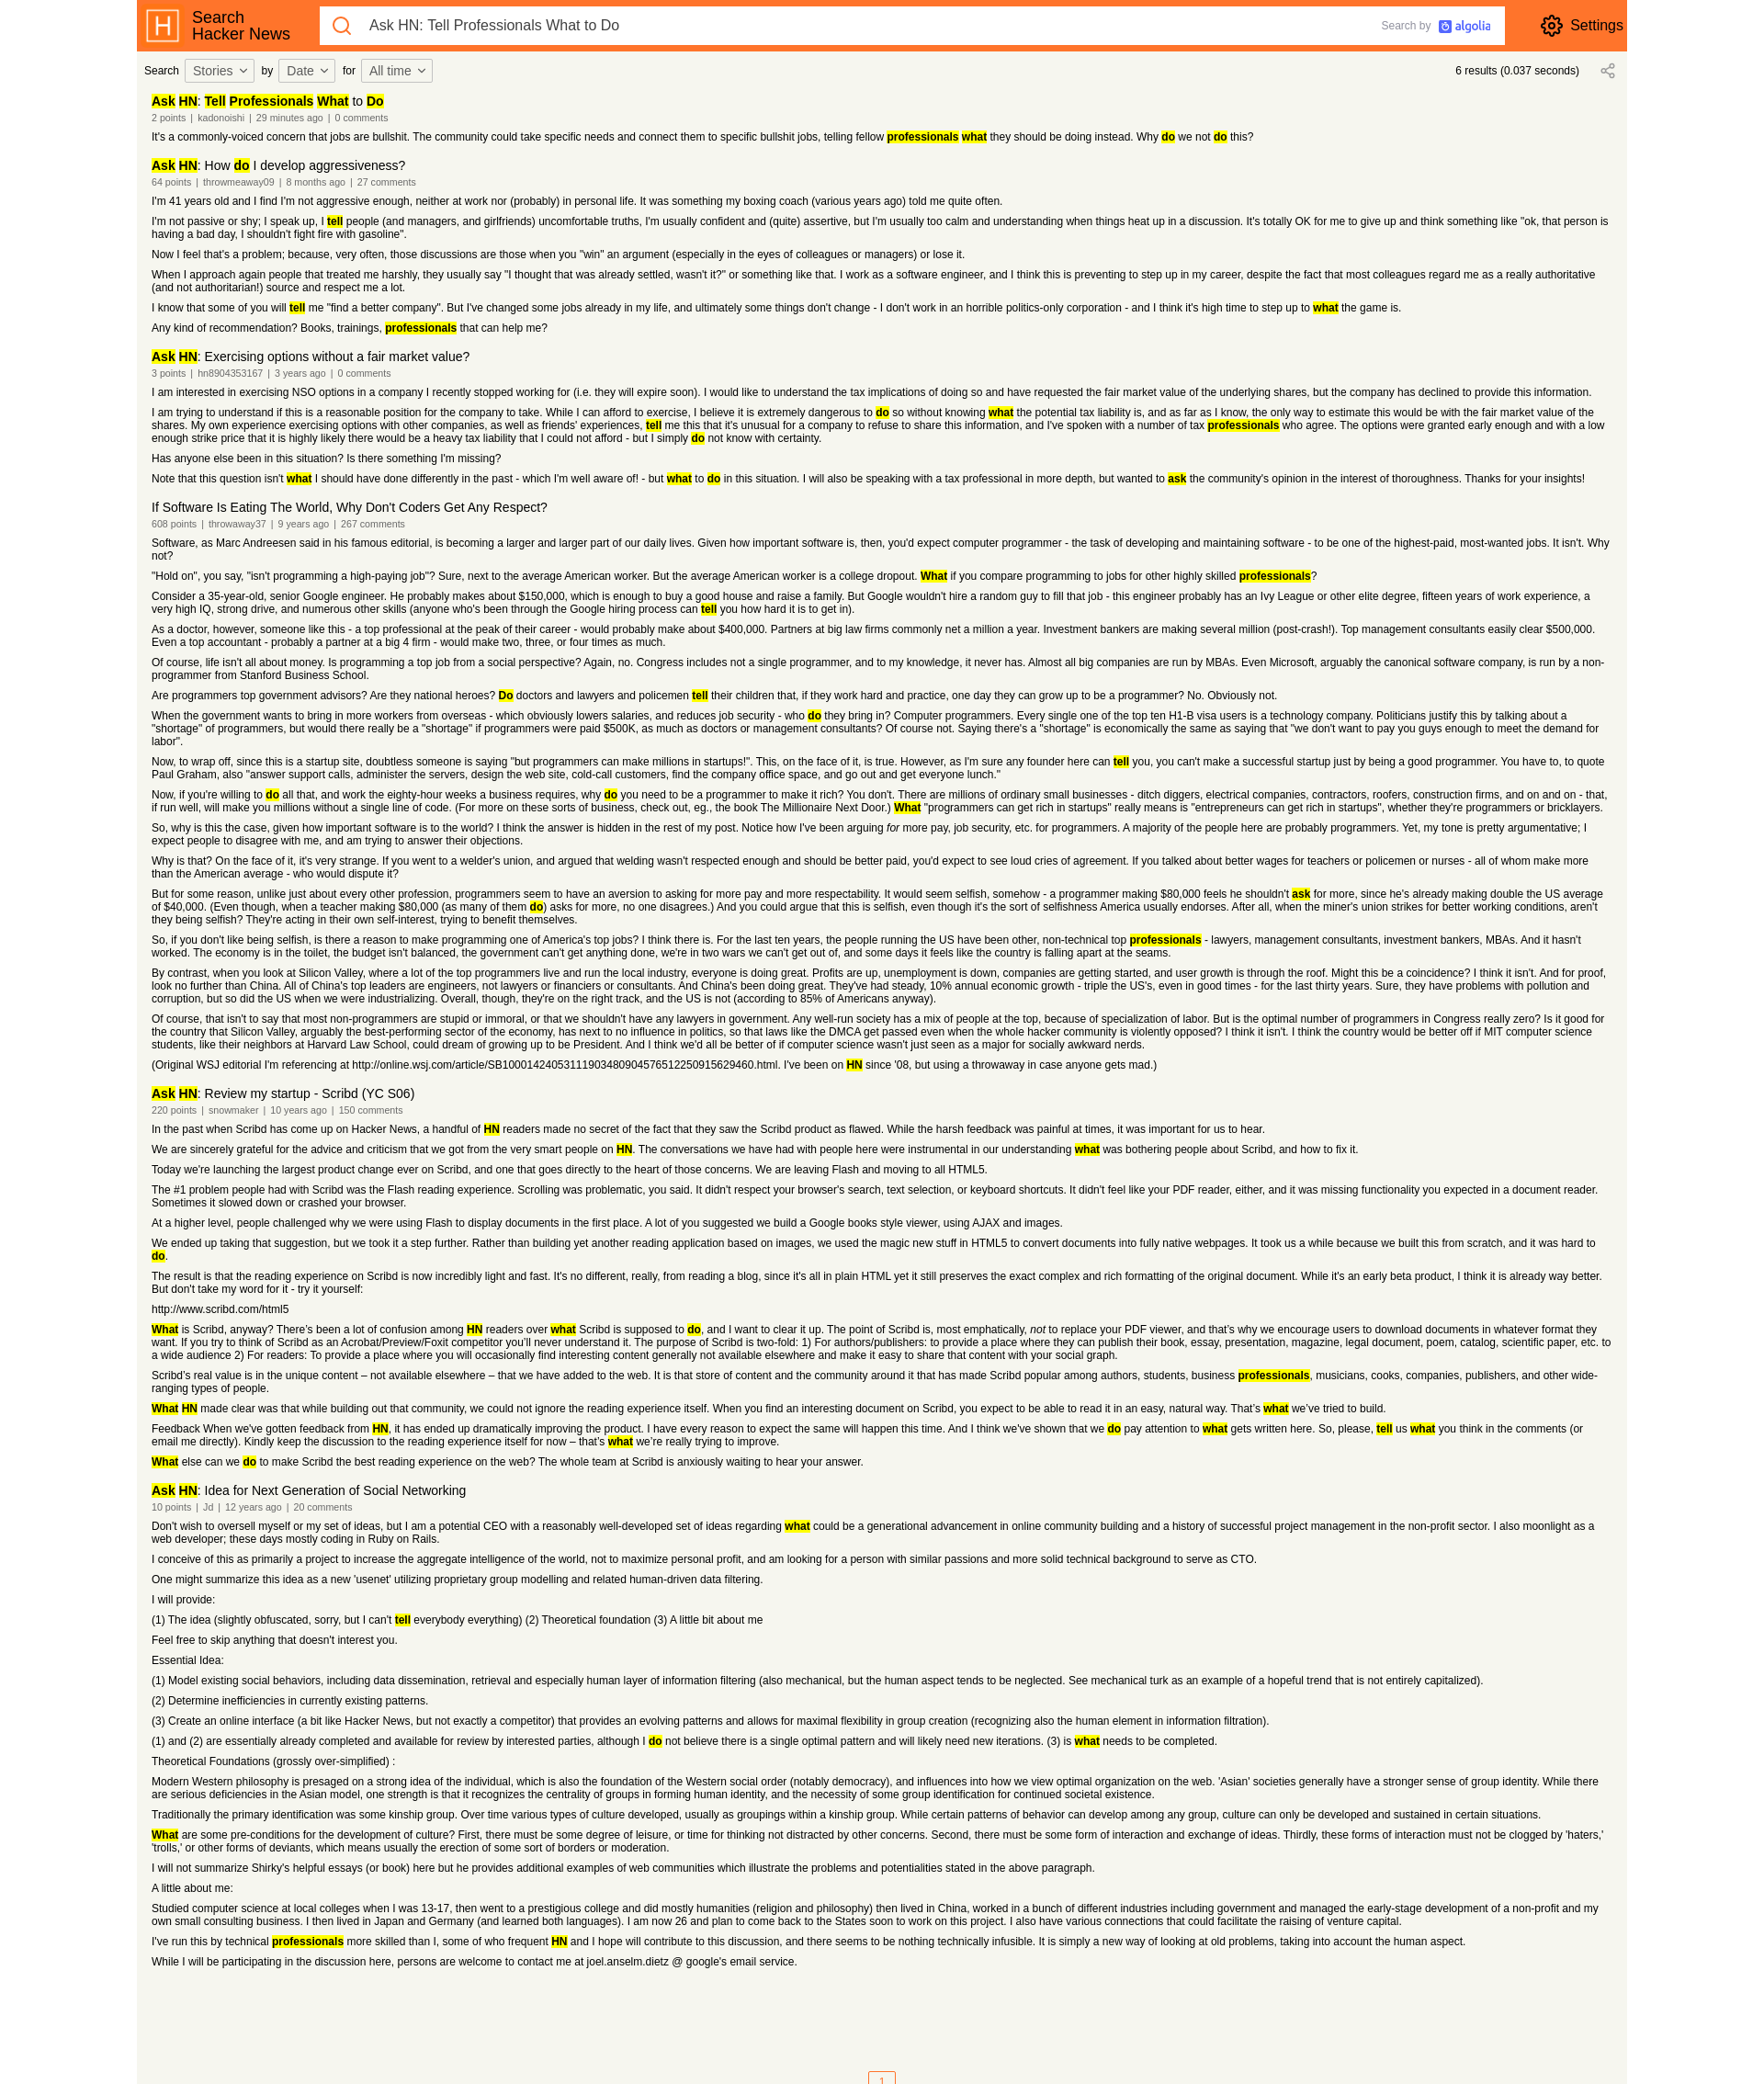 Search
Hacker News
Ask HN: Tell Professionals What to Do
Search by algolia
Settings
Search Stories by Date for All time
6 results (0.037 seconds)
Ask HN: Tell Professionals What to Do
2 points | kadonoishi | 29 minutes ago | 0 comments
It's a commonly-voiced concern that jobs are bullshit. The community could take specific needs and connect them to specific bullshit jobs, telling fellow professionals what they should be doing instead. Why do we not do this?
Ask HN: How do I develop aggressiveness?
64 points | throwmeaway09 | 8 months ago | 27 comments
I'm 41 years old and I find I'm not aggressive enough, neither at work nor (probably) in personal life. It was something my boxing coach (various years ago) told me quite often.
I'm not passive or shy; I speak up, I tell people (and managers, and girlfriends) uncomfortable truths, I'm usually confident and (quite) assertive, but I'm usually too calm and understanding when things heat up in a discussion. It's totally OK for me to give up and think something like "ok, that person is
having a bad day, I shouldn't fight fire with gasoline".
Now I feel that's a problem; because, very often, those discussions are those when you "win" an argument (especially in the eyes of colleagues or managers) or lose it.
When I approach again people that treated me harshly, they usually say "I thought that was already settled, wasn't it?" or something like that. I work as a software engineer, and I think this is preventing to step up in my career, despite the fact that most colleagues regard me as a really authoritative
(and not authoritarian!) source and respect me a lot.
I know that some of you will tell me "find a better company". But I've changed some jobs already in my life, and ultimately some things don't change - I don't work in an horrible politics-only corporation - and I think it's high time to step up to what the game is.
Any kind of recommendation? Books, trainings, professionals that can help me?
Ask HN: Exercising options without a fair market value?
3 points | hn8904353167 | 3 years ago | 0 comments
I am interested in exercising NSO options in a company I recently stopped working for (i.e. they will expire soon). I would like to understand the tax implications of doing so and have requested the fair market value of the underlying shares, but the company has declined to provide this information.
I am trying to understand if this is a reasonable position for the company to take. While I can afford to exercise, I believe it is extremely dangerous to do so without knowing what the potential tax liability is, and as far as I know, the only way to estimate this would be with the fair market value of the
shares. My own experience exercising options with other companies, as well as friends' experiences, tell me this that it's unusual for a company to refuse to share this information, and I've spoken with a number of tax professionals who agree. The options were granted early enough and with a low
enough strike price that it is highly likely there would be a heavy tax liability that I could not afford - but I simply do not know with certainty.
Has anyone else been in this situation? Is there something I'm missing?
Note that this question isn't what I should have done differently in the past - which I'm well aware of! - but what to do in this situation. I will also be speaking with a tax professional in more depth, but wanted to ask the community's opinion in the interest of thoroughness. Thanks for your insights!
If Software Is Eating The World, Why Don't Coders Get Any Respect?
608 points | throwaway37 | 9 years ago | 267 comments
Software, as Marc Andreesen said in his famous editorial, is becoming a larger and larger part of our daily lives. Given how important software is, then, you'd expect computer programmer - the task of developing and maintaining software - to be one of the highest-paid, most-wanted jobs. It isn't. Why
not?
"Hold on", you say, "isn't programming a high-paying job"? Sure, next to the average American worker. But the average American worker is a college dropout. What if you compare programming to jobs for other highly skilled professionals?
Consider a 35-year-old, senior Google engineer. He probably makes about $150,000, which is enough to buy a good house and raise a family. But Google wouldn't hire a random guy to fill that job - this engineer probably has an Ivy League or other elite degree, fifteen years of work experience, a
very high IQ, strong drive, and numerous other skills (anyone who's been through the Google hiring process can tell you how hard it is to get in).
As a doctor, however, someone like this - a top professional at the peak of their career - would probably make about $400,000. Partners at big law firms commonly net a million a year. Investment bankers are making several million (post-crash!). Top management consultants easily clear $500,000.
Even a top accountant - probably a partner at a big 4 firm - would make two, three, or four times as much.
Of course, life isn't all about money. Is programming a top job from a social perspective? Again, no. Congress includes not a single programmer, and to my knowledge, it never has. Almost all big companies are run by MBAs. Even Microsoft, arguably the canonical software company, is run by a non-
programmer from Stanford Business School.
Are programmers top government advisors? Are they national heroes? Do doctors and lawyers and policemen tell their children that, if they work hard and practice, one day they can grow up to be a programmer? No. Obviously not.
When the government wants to bring in more workers from overseas - which obviously lowers salaries, and reduces job security - who do they bring in? Computer programmers. Every single one of the top ten H1-B visa users is a technology company. Politicians justify this by talking about a
"shortage" of programmers, but would there really be a "shortage" if programmers were paid $500K, as much as doctors or management consultants? Of course not. Saying there's a "shortage" is economically the same as saying that "we don't want to pay you guys enough to meet the demand for
labor".
Now, to wrap off, since this is a startup site, doubtless someone is saying "but programmers can make millions in startups!". This, on the face of it, is true. However, as I'm sure any founder here can tell you, you can't make a successful startup just by being a good programmer. You have to, to quote
Paul Graham, also "answer support calls, administer the servers, design the web site, cold-call customers, find the company office space, and go out and get everyone lunch."
Now, if you're willing to do all that, and work the eighty-hour weeks a business requires, why do you need to be a programmer to make it rich? You don't. There are millions of ordinary small businesses - ditch diggers, electrical companies, contractors, roofers, construction firms, and on and on - that,
if run well, will make you millions without a single line of code. (For more on these sorts of business, check out, eg., the book The Millionaire Next Door.) What "programmers can get rich in startups" really means is "entrepreneurs can get rich in startups", whether they're programmers or bricklayers.
So, why is this the case, given how important software is to the world? I think the answer is hidden in the rest of my post. Notice how I've been arguing for more pay, job security, etc. for programmers. A majority of the people here are probably programmers. Yet, my tone is pretty argumentative; I
expect people to disagree with me, and am trying to answer their objections.
Why is that? On the face of it, it's very strange. If you went to a welder's union, and argued that welding wasn't respected enough and should be better paid, you'd expect to see loud cries of agreement. If you talked about better wages for teachers or policemen or nurses - all of whom make more
than the American average - who would dispute it?
But for some reason, unlike just about every other profession, programmers seem to have an aversion to asking for more pay and more respectability. It would seem selfish, somehow - a programmer making $80,000 feels he shouldn't ask for more, since he's already making double the US average
of $40,000. (Even though, when a teacher making $80,000 (as many of them do) asks for more, no one disagrees.) And you could argue that this is selfish, even though it's the sort of selfishness America usually endorses. After all, when the miner's union strikes for better working conditions, aren't
they being selfish? They're acting in their own self-interest, trying to benefit themselves.
So, if you don't like being selfish, is there a reason to make programming one of America's top jobs? I think there is. For the last ten years, the people running the US have been other, non-technical top professionals - lawyers, management consultants, investment bankers, MBAs. And it hasn't
worked. The economy is in the toilet, the budget isn't balanced, the government can't get anything done, we're in two wars we can't get out of, and some days it feels like the country is falling apart at the seams.
By contrast, when you look at Silicon Valley, where a lot of the top programmers live and run the local industry, everyone is doing great. Profits are up, unemployment is down, companies are getting started, and user growth is through the roof. Might this be a coincidence? I think it isn't. And for proof,
look no further than China. All of China's top leaders are engineers, not lawyers or financiers or consultants. And China's been doing great. They've had steady, 10% annual economic growth - triple the US's, even in good times - for the last thirty years. Sure, they have problems with pollution and
corruption, but so did the US when we were industrializing. Overall, though, they're on the right track, and the US is not (according to 85% of Americans anyway).
Of course, that isn't to say that most non-programmers are stupid or immoral, or that we shouldn't have any lawyers in government. Any well-run society has a mix of people at the top, because of specialization of labor. But is the optimal number of programmers in Congress really zero? Is it good for
the country that Silicon Valley, arguably the best-performing sector of the economy, has next to no influence in politics, so that laws like the DMCA get passed even when the whole hacker community is violently opposed? I think it isn't. I think the country would be better off if MIT computer science
students, like their neighbors at Harvard Law School, could dream of growing up to be President. And I think we'd all be better of if computer science wasn't just seen as a major for socially awkward nerds.
(Original WSJ editorial I'm referencing at http://online.wsj.com/article/SB10001424053111903480904576512250915629460.html. I've been on HN since '08, but using a throwaway in case anyone gets mad.)
Ask HN: Review my startup - Scribd (YC S06)
220 points | snowmaker | 10 years ago | 150 comments
In the past when Scribd has come up on Hacker News, a handful of HN readers made no secret of the fact that they saw the Scribd product as flawed. While the harsh feedback was painful at times, it was important for us to hear.
We are sincerely grateful for the advice and criticism that we got from the very smart people on HN. The conversations we have had with people here were instrumental in our understanding what was bothering people about Scribd, and how to fix it.
Today we're launching the largest product change ever on Scribd, and one that goes directly to the heart of those concerns. We are leaving Flash and moving to all HTML5.
The #1 problem people had with Scribd was the Flash reading experience. Scrolling was problematic, you said. It didn't respect your browser's search, text selection, or keyboard shortcuts. It didn't feel like your PDF reader, either, and it was missing functionality you expected in a document reader.
Sometimes it slowed down or crashed your browser.
At a higher level, people challenged why we were using Flash to display documents in the first place. A lot of you suggested we build a Google books style viewer, using AJAX and images.
We ended up taking that suggestion, but we took it a step further. Rather than building yet another reading application based on images, we used the magic new stuff in HTML5 to convert documents into fully native webpages. It took us a while because we built this from scratch, and it was hard to
do.
The result is that the reading experience on Scribd is now incredibly light and fast. It's no different, really, from reading a blog, since it's all in plain HTML yet it still preserves the exact complex and rich formatting of the original document. While it's an early beta product, I think it is already way better.
But don't take my word for it - try it yourself:
http://www.scribd.com/html5
What is Scribd, anyway? There’s been a lot of confusion among HN readers over what Scribd is supposed to do, and I want to clear it up. The point of Scribd is, most emphatically, not to replace your PDF viewer, and that’s why we encourage users to download documents in whatever format they
want. If you try to think of Scribd as an Acrobat/Preview/Foxit competitor you’ll never understand it. The purpose of Scribd is two-fold: 1) For authors/publishers: to provide a place where they can publish their book, essay, presentation, magazine, legal document, poem, catalog, scientific paper, etc. to
a wide audience 2) For readers: To provide a place where you will occasionally find interesting content generally not available elsewhere and make it easy to share that content with your social graph.
Scribd’s real value is in the unique content – not available elsewhere – that we have added to the web. It is that store of content and the community around it that has made Scribd popular among authors, students, business professionals, musicians, cooks, companies, publishers, and other wide-
ranging types of people.
What HN made clear was that while building out that community, we could not ignore the reading experience itself. When you find an interesting document on Scribd, you expect to be able to read it in an easy, natural way. That’s what we’ve tried to build.
Feedback When we've gotten feedback from HN, it has ended up dramatically improving the product. I have every reason to expect the same will happen this time. And I think we've shown that we do pay attention to what gets written here. So, please, tell us what you think in the comments (or
email me directly). Kindly keep the discussion to the reading experience itself for now – that’s what we’re really trying to improve.
What else can we do to make Scribd the best reading experience on the web? The whole team at Scribd is anxiously waiting to hear your answer.
Ask HN: Idea for Next Generation of Social Networking
10 points | Jd | 12 years ago | 20 comments
Don't wish to oversell myself or my set of ideas, but I am a potential CEO with a reasonably well-developed set of ideas regarding what could be a generational advancement in online community building and a history of successful project management in the non-profit sector. I also moonlight as a
web developer; these days mostly coding in Ruby on Rails.
I conceive of this as primarily a project to increase the aggregate intelligence of the world, not to maximize personal profit, and am looking for a person with similar passions and more solid technical background to serve as CTO.
One might summarize this idea as a new 'usenet' utilizing proprietary group modelling and related human-driven data filtering.
I will provide:
(1) The idea (slightly obfuscated, sorry, but I can't tell everybody everything) (2) Theoretical foundation (3) A little bit about me
Feel free to skip anything that doesn't interest you.
Essential Idea:
(1) Model existing social behaviors, including data dissemination, retrieval and especially human layer of information filtering (also mechanical, but the human aspect tends to be neglected. See mechanical turk as an example of a hopeful trend that is not entirely capitalized).
(2) Determine inefficiencies in currently existing patterns.
(3) Create an online interface (a bit like Hacker News, but not exactly a competitor) that provides an evolving patterns and allows for maximal flexibility in group creation (recognizing also the human element in information filtration).
(1) and (2) are essentially already completed and available for review by interested parties, although I do not believe there is a single optimal pattern and will likely need new iterations. (3) is what needs to be completed.
Theoretical Foundations (grossly over-simplified) :
Modern Western philosophy is presaged on a strong idea of the individual, which is also the foundation of the Western social order (notably democracy), and influences into how we view optimal organization on the web. 'Asian' societies generally have a stronger sense of group identity. While there
are serious deficiencies in the Asian model, one strength is that it recognizes the centrality of groups in forming human identity, and the necessity of some group identification for continued societal existence.
Traditionally the primary identification was some kinship group. Over time various types of culture developed, usually as groupings within a kinship group. While certain patterns of behavior can develop among any group, culture can only be developed and sustained in certain situations.
What are some pre-conditions for the development of culture? First, there must be some degree of leisure, or time for thinking not distracted by other concerns. Second, there must be some form of interaction and exchange of ideas. Thirdly, these forms of interaction must not be clogged by 'haters,'
'trolls,' or other forms of deviants, which means usually the erection of some sort of borders or moderation.
I will not summarize Shirky's helpful essays (or book) here but he provides additional examples of web communities which illustrate the problems and potentialities stated in the above paragraph.
A little about me:
Studied computer science at local colleges when I was 13-17, then went to a prestigious college and did mostly humanities (religion and philosophy) then lived in China, worked in a bunch of different industries including government and managed the early-stage development of a non-profit and my
own small consulting business. I then lived in Japan and Germany (and learned both languages). I am now 26 and plan to come back to the States soon to work on this project. I also have various connections that could facilitate the raising of venture capital.
I've run this by technical professionals more skilled than I, some of who frequent HN and I hope will contribute to this discussion, and there seems to be nothing technically infusible. It is simply a new way of looking at old problems, taking into account the human aspect.
While I will be participating in the discussion here, persons are welcome to contact me at joel.anselm.dietz @ google's email service.
1